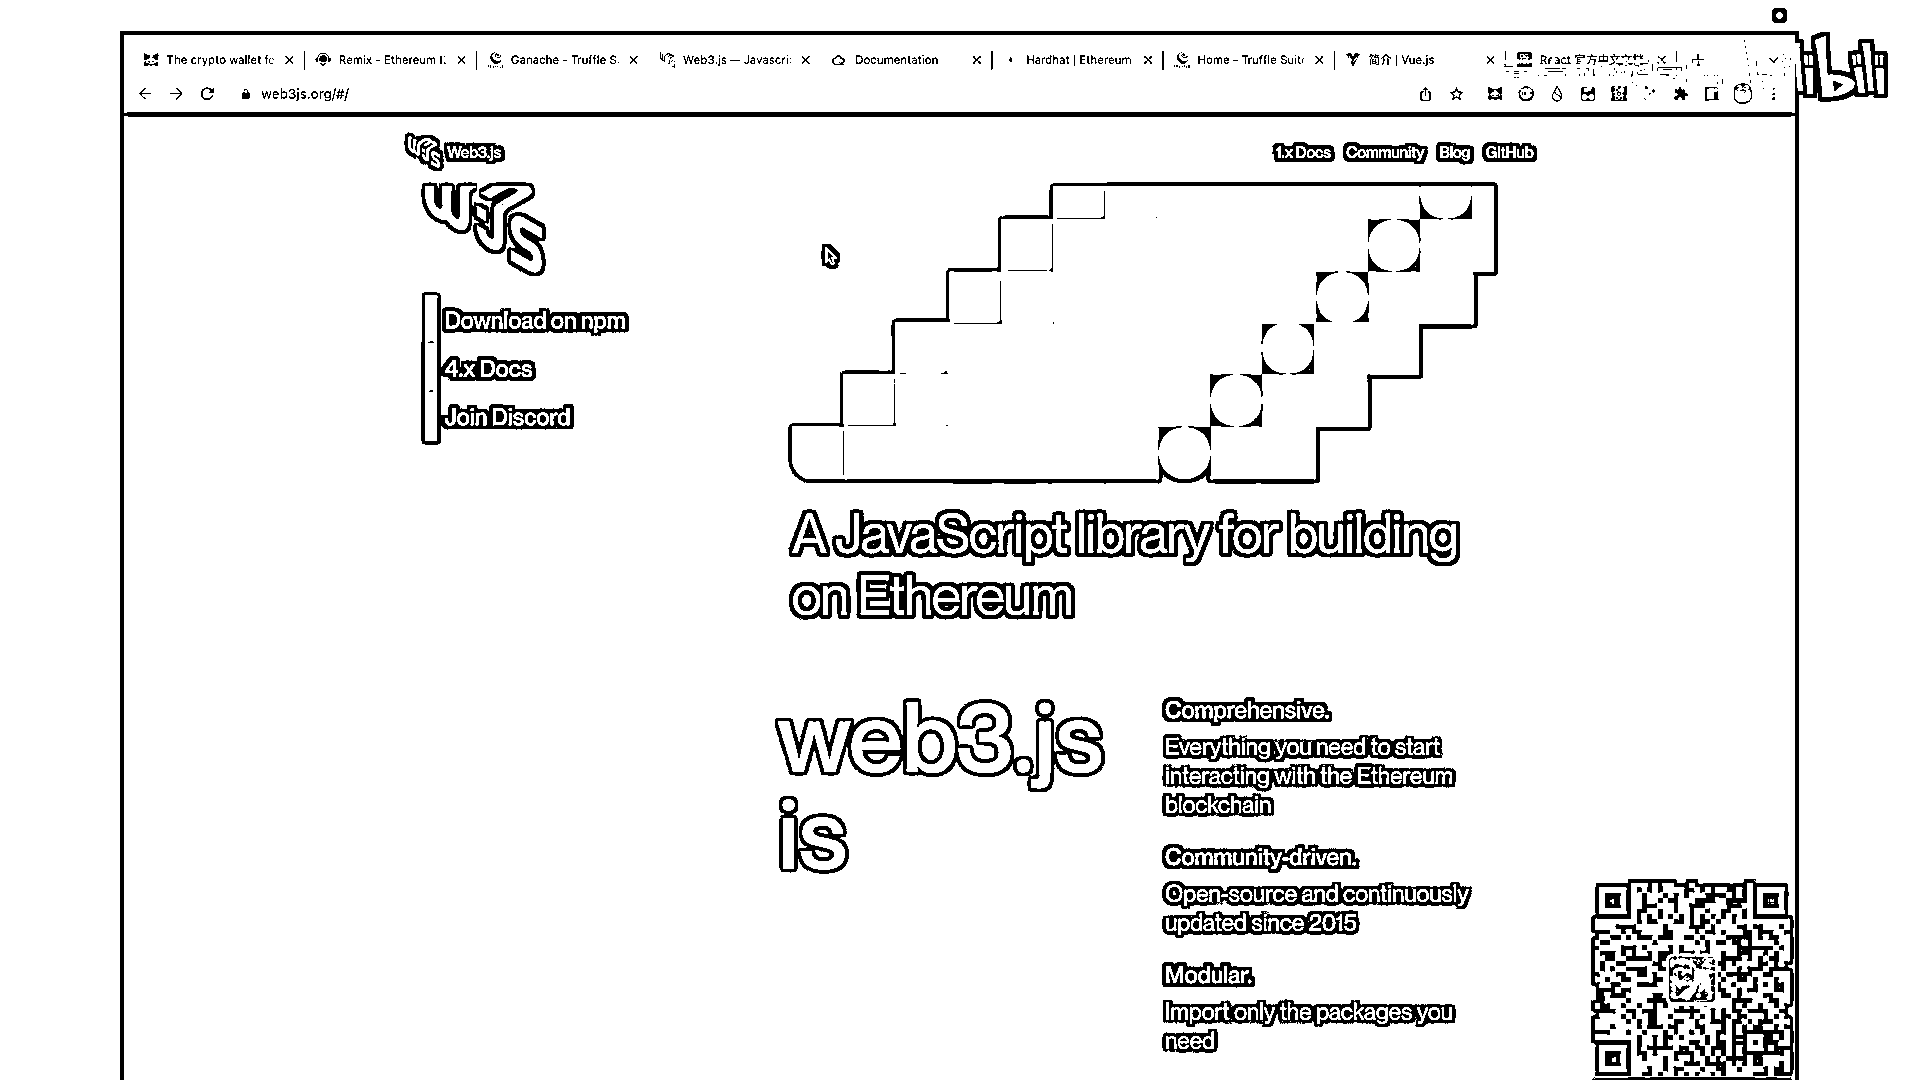 The crypto wallet fo
Remix - Ethereum I
Ganache - Truffle S
Web3.js — Javascri
Documentation
Hardhat | Ethereum
Home - Truffle Suite
简介 | Vue.js
React 官方中文文档
web3js.org/#/
Web3.js
1.x Docs
Community
Blog
GitHub
W3JS
Download on npm
4.x Docs
Join Discord
A JavaScript library for building
on Ethereum
web3.js
is
Comprehensive.
Everything you need to start
interacting with the Ethereum
blockchain
Community-driven.
Open-source and continuously
updated since 2015
Modular.
Import only the packages you
need